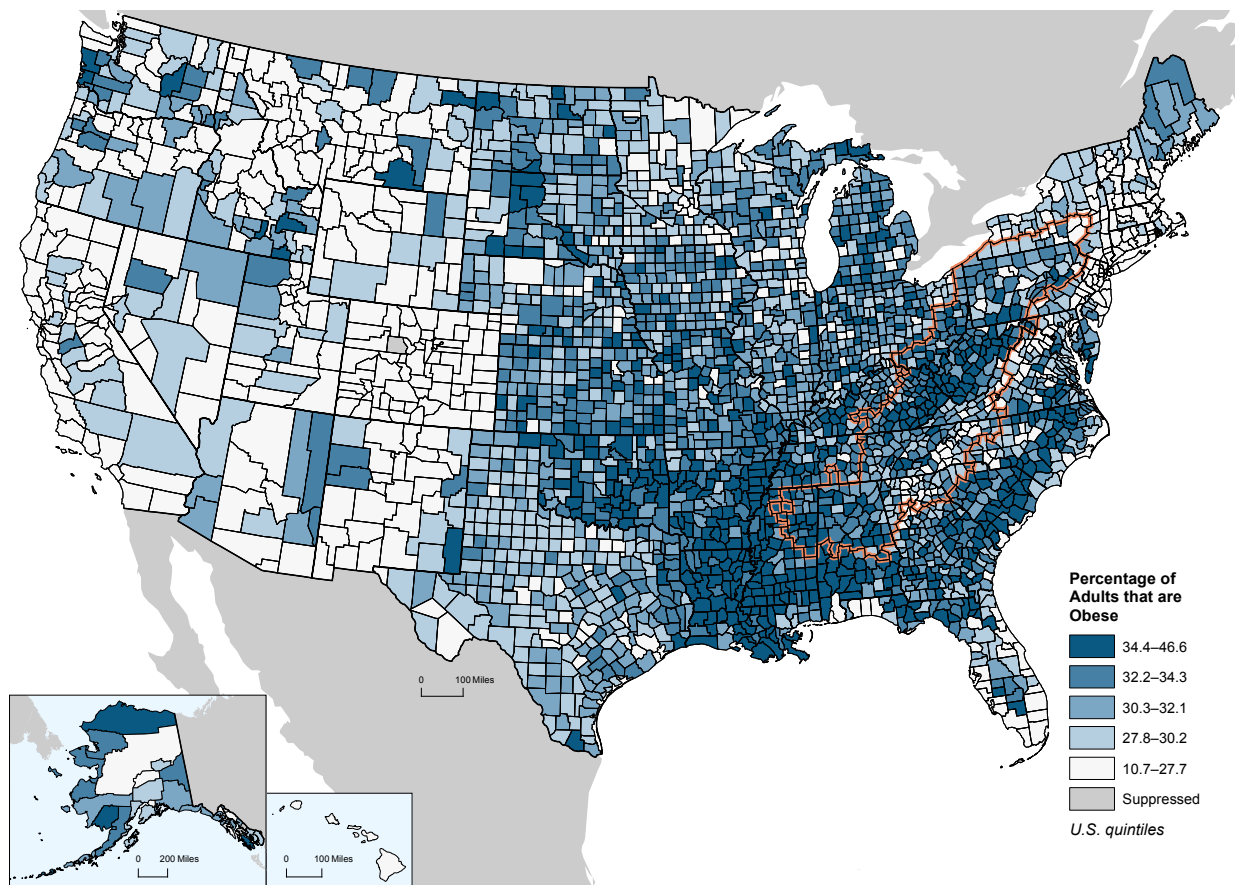 Percentage of
Adults that are
Obese
34.4–46.6
32.2–34.3
30.3–32.1
27.8–30.2
10.7–27.7
Suppressed
U.S. quintiles
0 100 Miles
0 200 Miles
0 100 Miles